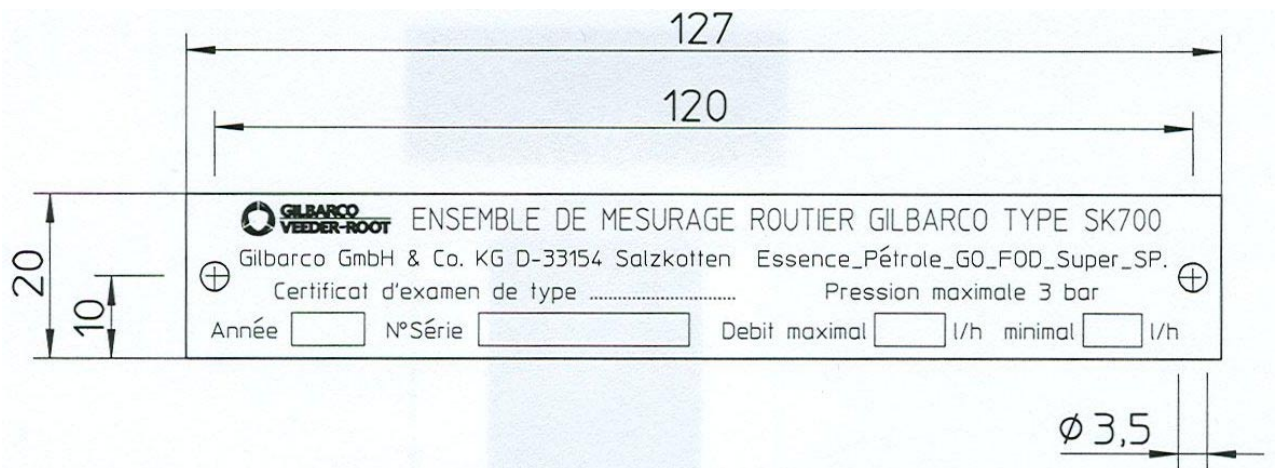 127
120
GILBARCO VEEDER-ROOT ENSEMBLE DE MESURAGE ROUTIER GILBARCO TYPE SK700
Gilbarco GmbH & Co. KG D-33154 Salzkotten Essence_Pétrole_GO_FOD_Super_SP.
Certificat d'examen de type ................................ Pression maximale 3 bar
Année N°Série Debit maximal l/h minimal l/h
20
10
Ø 3,5